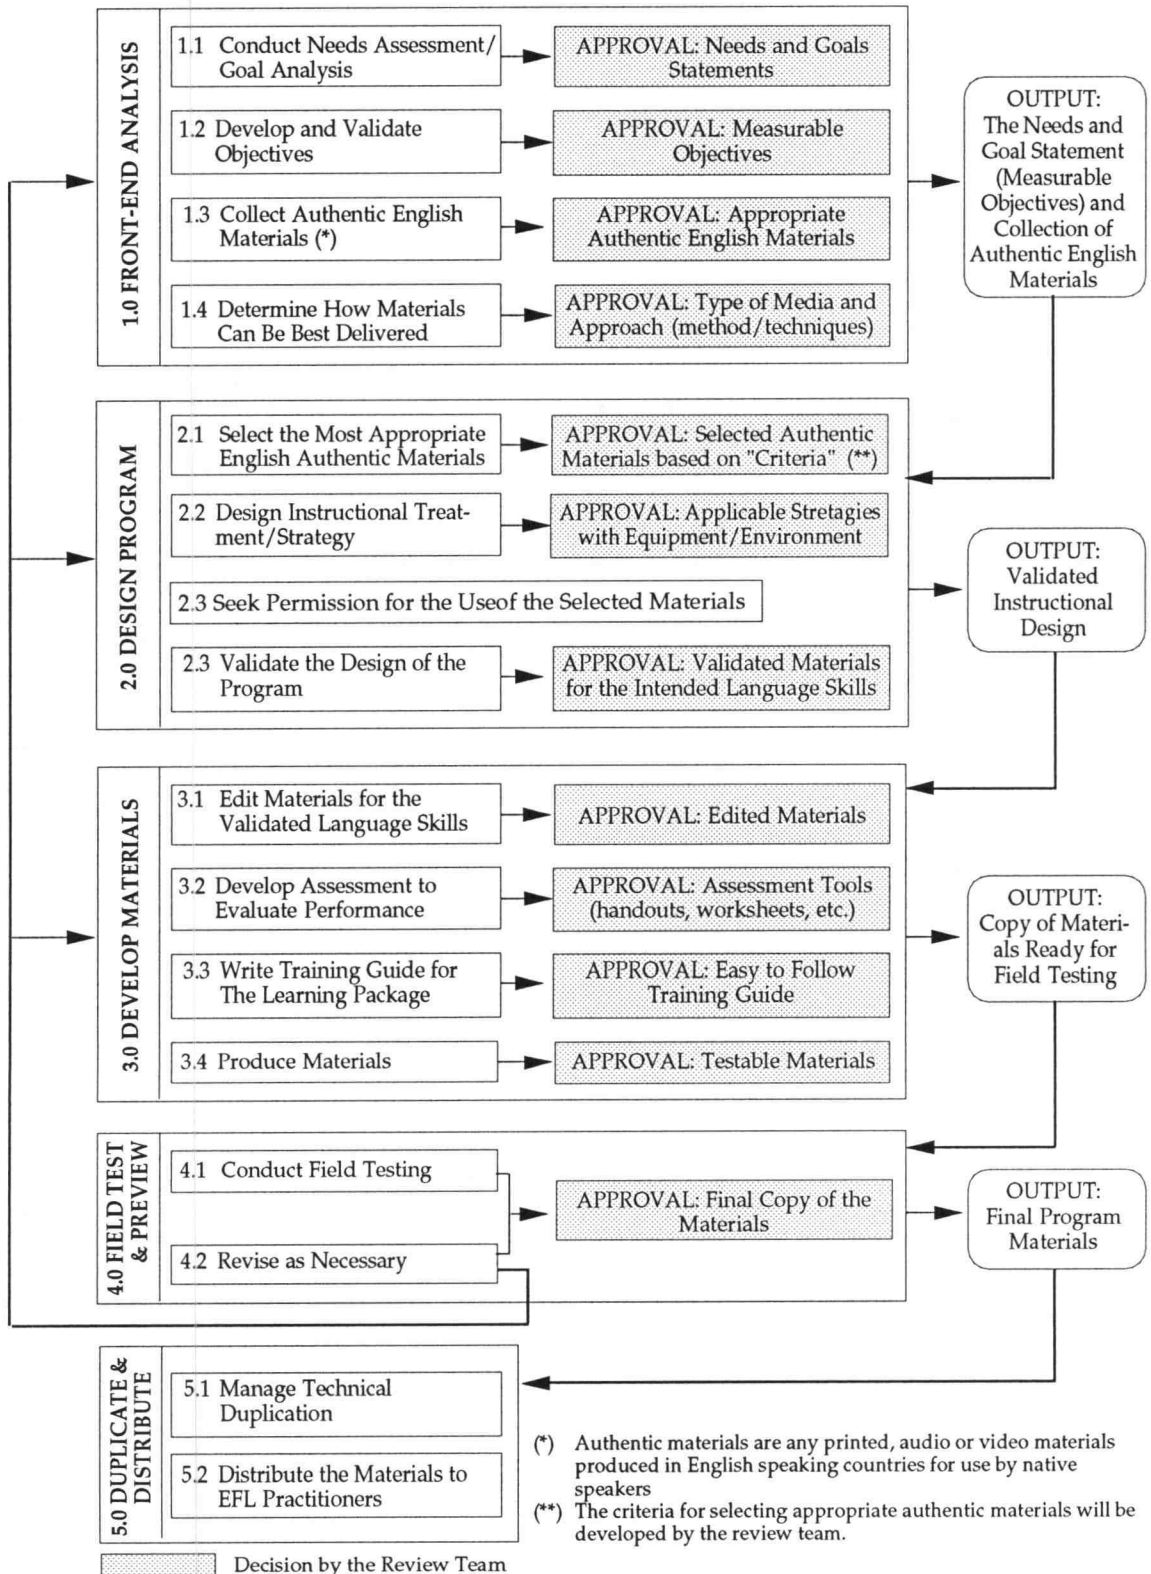 1.0 FRONT-END ANALYSIS
1.1 Conduct Needs Assessment/
Goal Analysis
APPROVAL: Needs and Goals
Statements
1.2 Develop and Validate
Objectives
APPROVAL: Measurable
Objectives
1.3 Collect Authentic English
Materials (*)
APPROVAL: Appropriate
Authentic English Materials
1.4 Determine How Materials
Can Be Best Delivered
APPROVAL: Type of Media and
Approach (method/techniques)
OUTPUT:
The Needs and
Goal Statement
(Measurable
Objectives) and
Collection of
Authentic English
Materials
2.0 DESIGN PROGRAM
2.1 Select the Most Appropriate
English Authentic Materials
APPROVAL: Selected Authentic
Materials based on "Criteria" (**)
2.2 Design Instructional Treat-
ment/Strategy
APPROVAL: Applicable Stretagies
with Equipment/Environment
2.3 Seek Permission for the Useof the Selected Materials
2.3 Validate the Design of the
Program
APPROVAL: Validated Materials
for the Intended Language Skills
OUTPUT:
Validated
Instructional
Design
3.0 DEVELOP MATERIALS
3.1 Edit Materials for the
Validated Language Skills
APPROVAL: Edited Materials
3.2 Develop Assessment to
Evaluate Performance
APPROVAL: Assessment Tools
(handouts, worksheets, etc.)
3.3 Write Training Guide for
The Learning Package
APPROVAL: Easy to Follow
Training Guide
3.4 Produce Materials
APPROVAL: Testable Materials
OUTPUT:
Copy of Materi-
als Ready for
Field Testing
4.0 FIELD TEST
& PREVIEW
4.1 Conduct Field Testing
4.2 Revise as Necessary
APPROVAL: Final Copy of the
Materials
OUTPUT:
Final Program
Materials
5.0 DUPLICATE &
DISTRIBUTE
5.1 Manage Technical
Duplication
5.2 Distribute the Materials to
EFL Practitioners
(*) Authentic materials are any printed, audio or video materials
produced in English speaking countries for use by native
speakers
(**) The criteria for selecting appropriate authentic materials will be
developed by the review team.
Decision by the Review Team